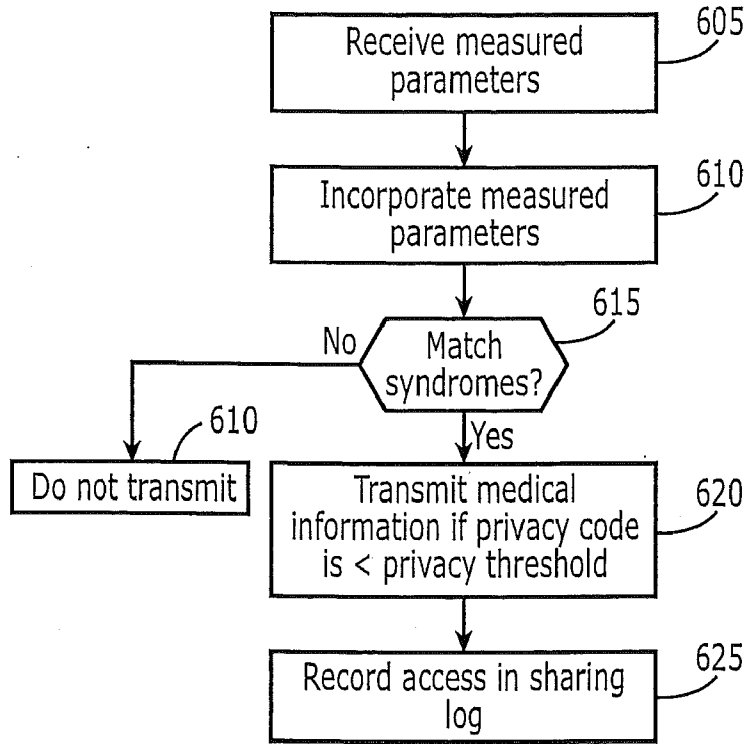 605
Receive measured
parameters
610
Incorporate measured
parameters
615
No
Match
syndromes?
610
Yes
Do not transmit
620
Transmit medical
information if privacy code
is < privacy threshold
625
Record access in sharing
log